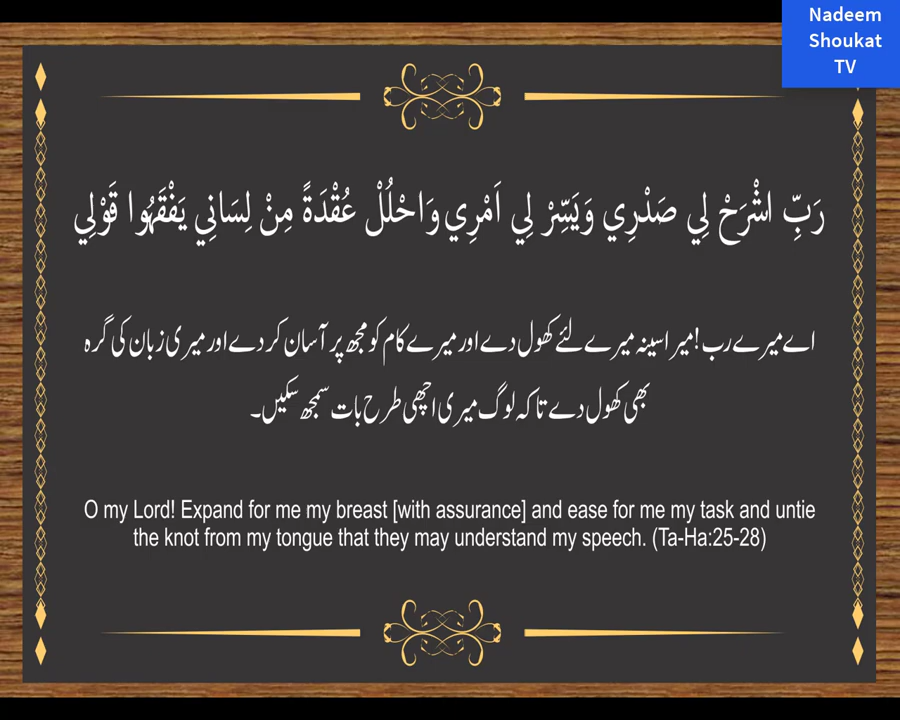 Nadeem
Shoukat
TV
رَبِّ اشْرَحْ لِي صَدْرِي وَيَسِّرْ لِي اَمْرِي وَاحْلُلْ عُقْدَةً مِنْ لِسَانِي يَفْقَهُوا قَوْلِي
اے میرے رب! میرا سینہ میرے لئے کھول دے اور میرے کام کو مجھ پر آسان کر دے اور میری زبان کی گرہ
بھی کھول دے تاکہ لوگ میری اچھی طرح بات سمجھ سکیں۔
O my Lord! Expand for me my breast [with assurance] and ease for me my task and untie
the knot from my tongue that they may understand my speech. (Ta-Ha:25-28)